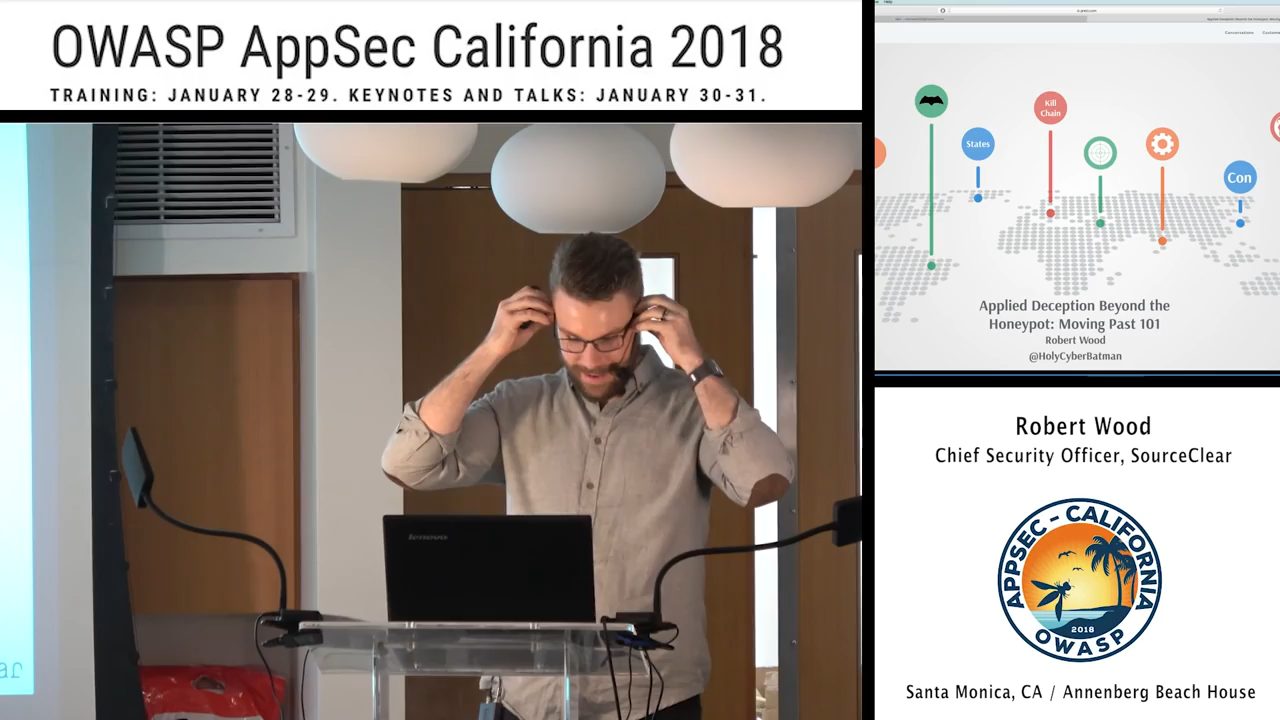 OWASP AppSec California 2018
TRAINING: JANUARY 28-29. KEYNOTES AND TALKS: JANUARY 30-31.
Kill
Chain
States
Con
Applied Deception Beyond the
Honeypot: Moving Past 101
Robert Wood
@HolyCyberBatman
lenovo
ar
Robert Wood
Chief Security Officer, SourceClear
APPSEC - CALIFORNIA
2018
OWASP
Santa Monica, CA / Annenberg Beach House